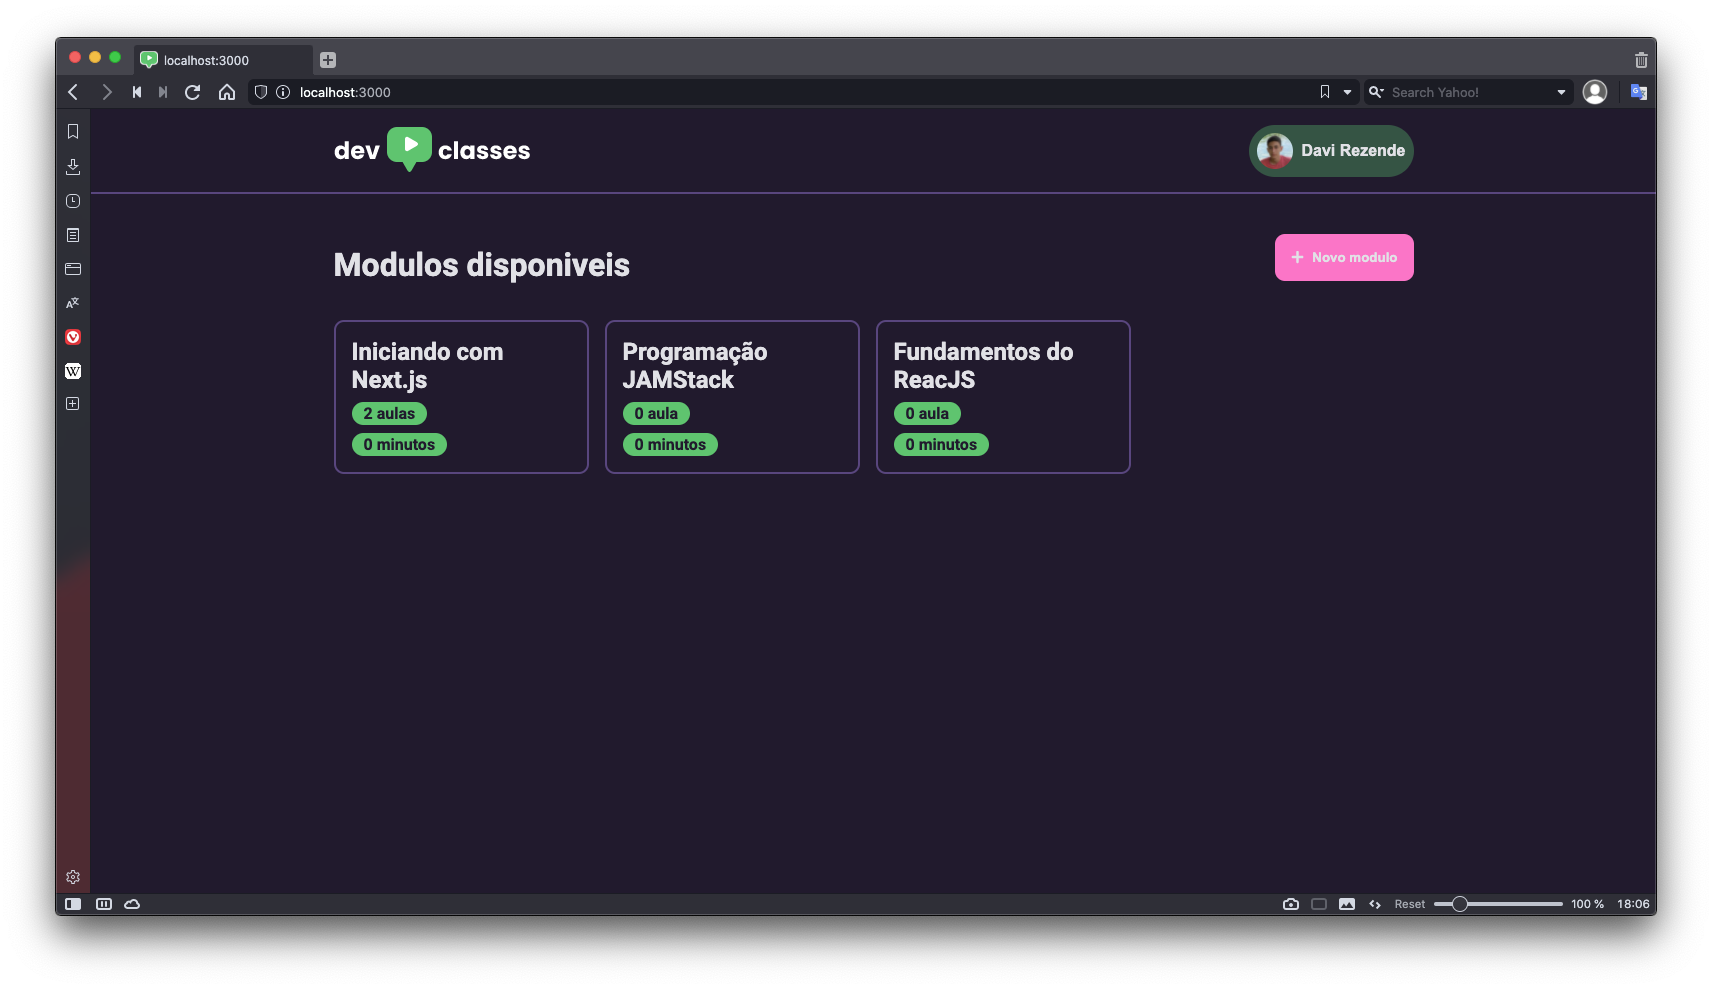 localhost:3000
localhost:3000
Search Yahoo!
dev classes
Davi Rezende
Modulos disponiveis
+ Novo modulo
Iniciando com
Next.js
2 aulas
0 minutos
Programação
JAMStack
0 aula
0 minutos
Fundamentos do
ReacJS
0 aula
0 minutos
Reset
100 %
18:06